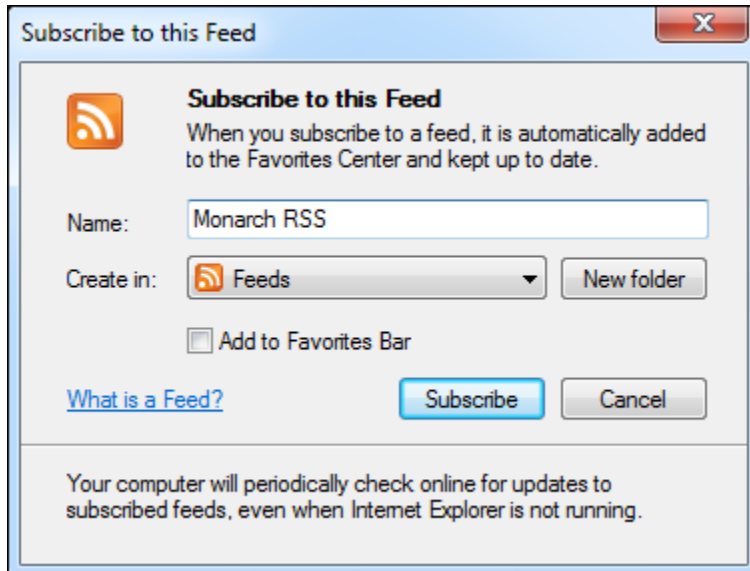 Subscribe to this Feed
Subscribe to this Feed
When you subscribe to a feed, it is automatically added
to the Favorites Center and kept up to date.
Name: Monarch RSS
Create in: Feeds New folder
Add to Favorites Bar
What is a Feed? Subscribe Cancel
Your computer will periodically check online for updates to
subscribed feeds, even when Internet Explorer is not running.